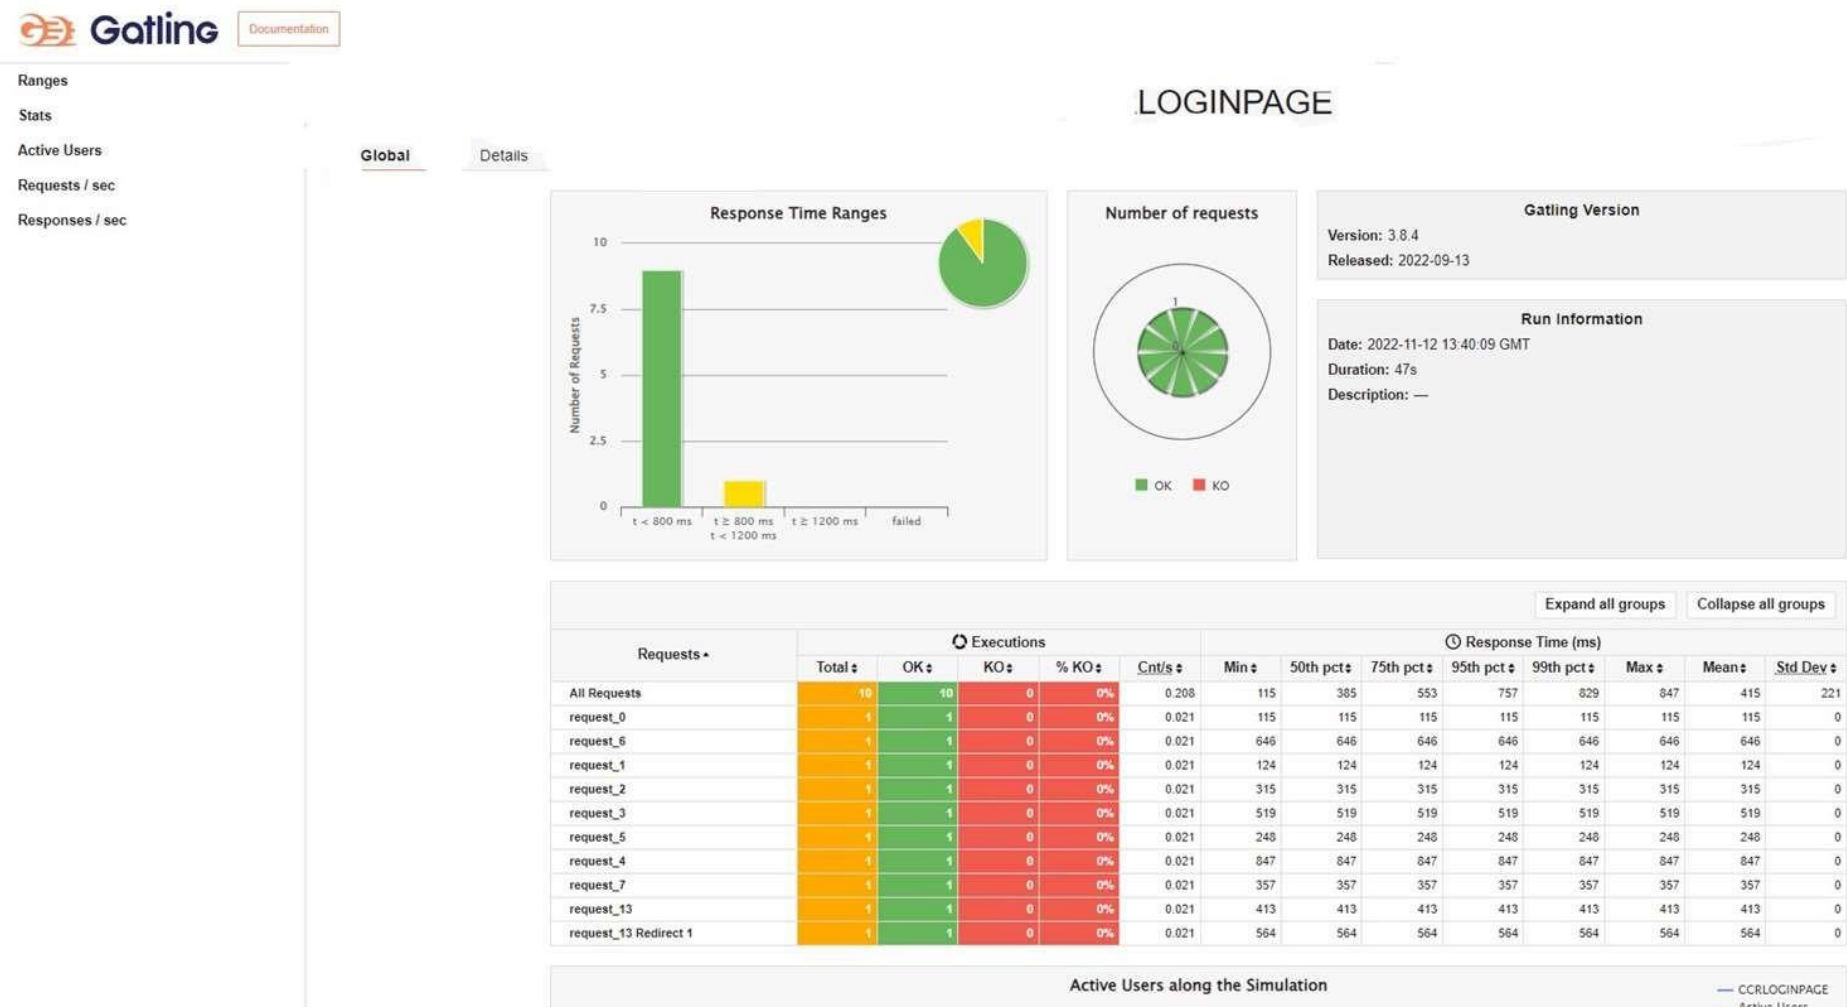 Gatling Documentation
Ranges
Stats
Active Users
Requests / sec
Responses / sec
LOGINPAGE
Global Details
Response Time Ranges
10
7.5
5
2.5
0
Number of Requests
t < 800 ms
t ≥ 800 ms
t < 1200 ms
t ≥ 1200 ms
failed
Number of requests
1
0
OK KO
Gatling Version
Version: 3.8.4
Released: 2022-09-13
Run Information
Date: 2022-11-12 13:40:09 GMT
Duration: 47s
Description: —
Expand all groups Collapse all groups
Requests Executions Response Time (ms)
Total OK KO % KO Cnt/s Min 50th pct 75th pct 95th pct 99th pct Max Mean Std Dev
All Requests 10 10 0 0% 0.208 115 385 553 757 829 847 415 221
request_0 1 1 0 0% 0.021 115 115 115 115 115 115 115 0
request_6 1 1 0 0% 0.021 646 646 646 646 646 646 646 0
request_1 1 1 0 0% 0.021 124 124 124 124 124 124 124 0
request_2 1 1 0 0% 0.021 315 315 315 315 315 315 315 0
request_3 1 1 0 0% 0.021 519 519 519 519 519 519 519 0
request_5 1 1 0 0% 0.021 248 248 248 248 248 248 248 0
request_4 1 1 0 0% 0.021 847 847 847 847 847 847 847 0
request_7 1 1 0 0% 0.021 357 357 357 357 357 357 357 0
request_13 1 1 0 0% 0.021 413 413 413 413 413 413 413 0
request_13 Redirect 1 1 1 0 0% 0.021 564 564 564 564 564 564 564 0
Active Users along the Simulation
CCRLOGINPAGE
Active Users